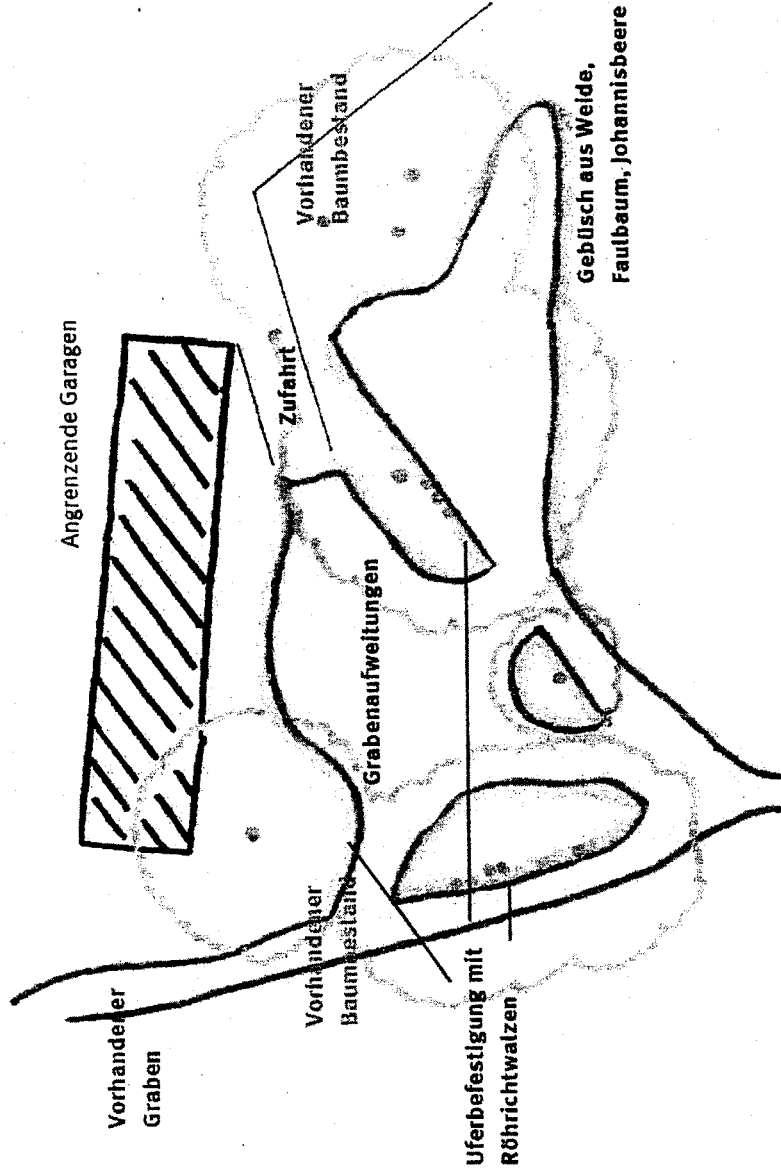 Angrenzende Garagen
Vorhandener
Baumbestand
Zufahrt
Gebüsch aus Weide,
Faulbaum, Johannisbeere
Grabenaufweitungen
Vorhandener
Baumbestand
Vorhandener
Graben
Uferbefestigung mit
Röhrichtwalzen